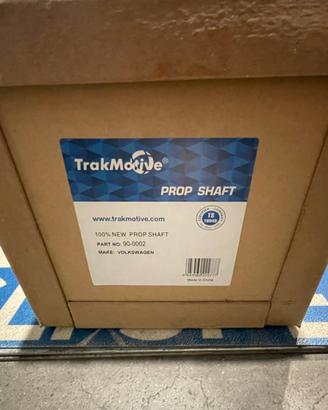 TrakMotive®
PROP SHAFT
www.trakmotive.com
100% NEW PROP SHAFT
PART NO: 90-0002
MAKE: VOLKSWAGEN
Made in China